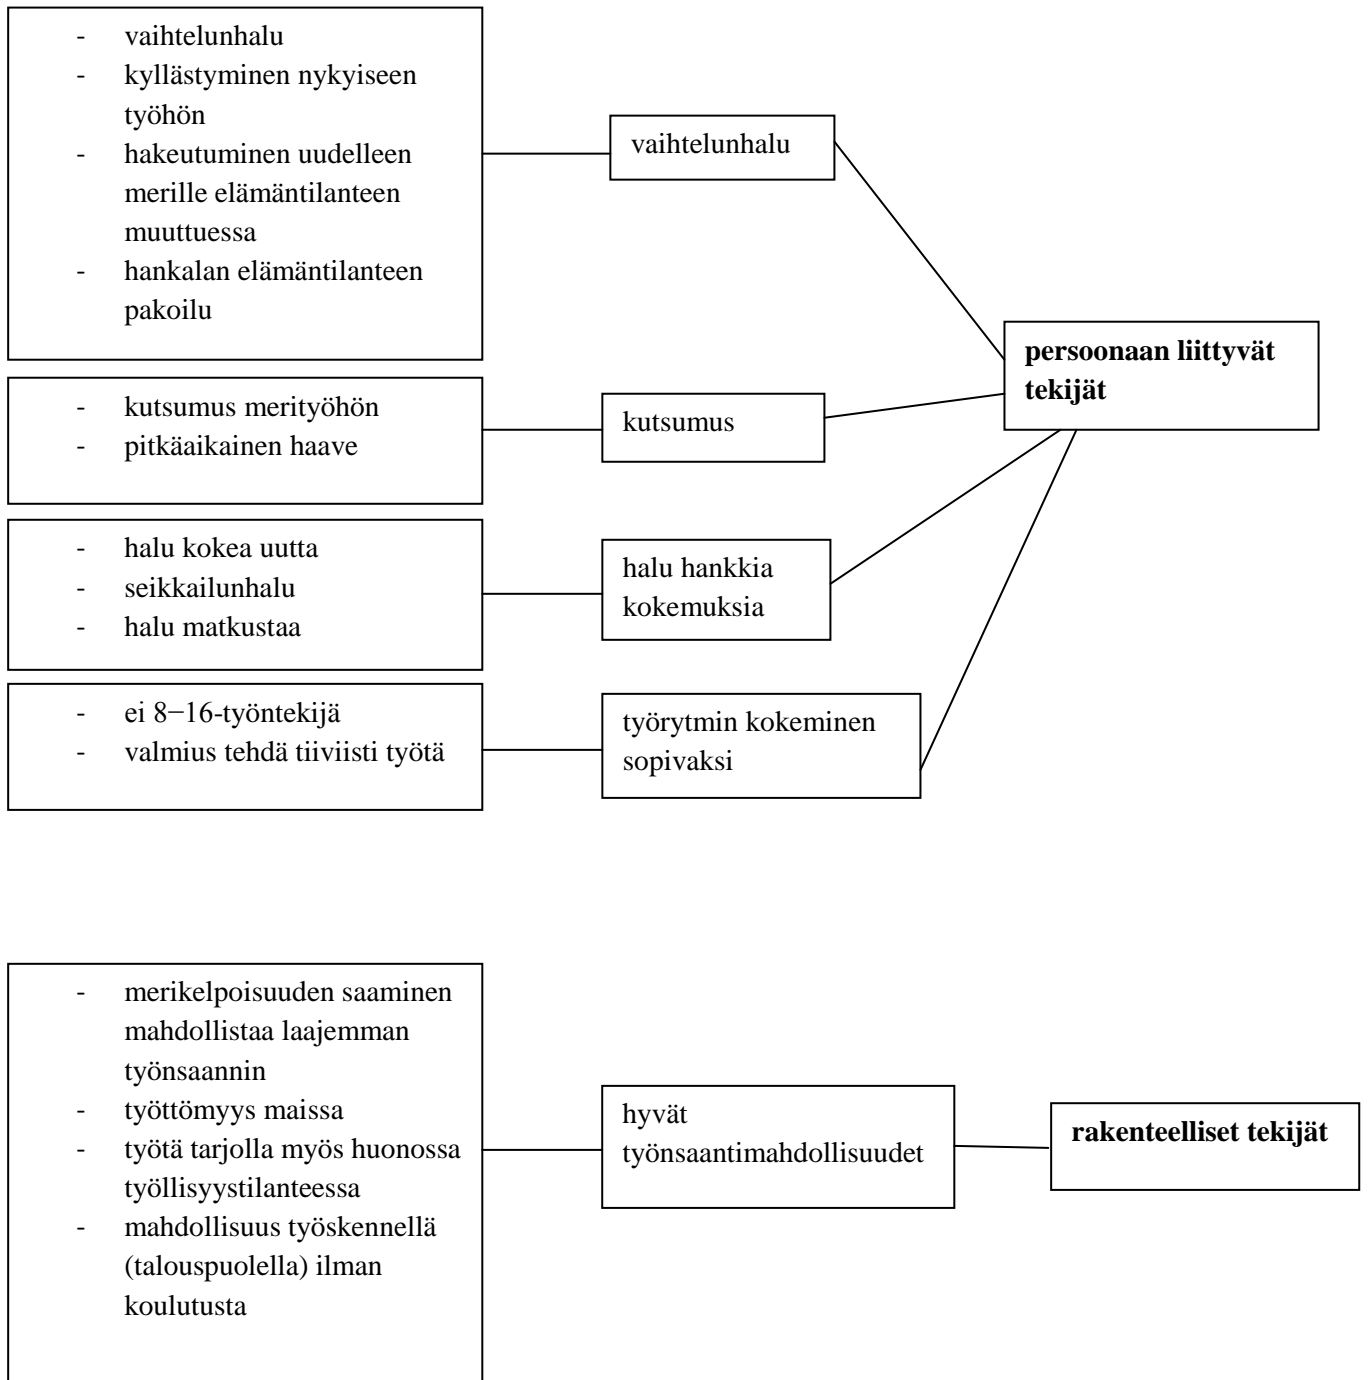 - vaihtelunhalu
- kyllästyminen nykyiseen
työhön
- hakeutuminen uudelleen
merille elämäntilanteen
muuttuessa
- hankalan elämäntilanteen
pakoilu
vaihtelunhalu
persoonaan liittyvät
tekijät
- kutsumus merityöhön
- pitkäaikainen haave
kutsumus
- halu kokea uutta
- seikkailunhalu
- halu matkustaa
halu hankkia
kokemuksia
- ei 8−16-työntekijä
- valmius tehdä tiiviisti työtä
työrytmin kokeminen
sopivaksi
- merikelpoisuuden saaminen
mahdollistaa laajemman
työnsaannin
- työttömyys maissa
- työtä tarjolla myös huonossa
työllisyystilanteessa
- mahdollisuus työskennellä
(talouspuolella) ilman
koulutusta
hyvät
työnsaantimahdollisuudet
rakenteelliset tekijät